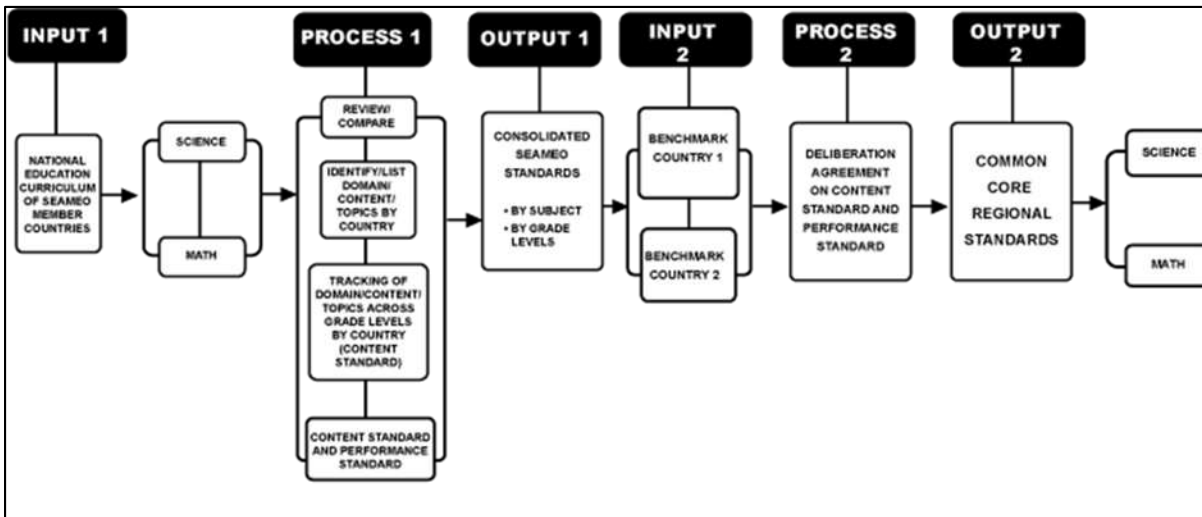 INPUT 1
NATIONAL
EDUCATION
CURRICULUM
OF SEAMEO
MEMBER
COUNTRIES
SCIENCE
MATH
PROCESS 1
REVIEW/
COMPARE
IDENTIFY/LIST
DOMAIN/
CONTENT/
TOPICS BY
COUNTRY
TRACKING OF
DOMAIN/CONTENT/
TOPICS ACROSS
GRADE LEVELS
BY COUNTRY
(CONTENT
STANDARD)
CONTENT STANDARD
AND PERFORMANCE
STANDARD
OUTPUT 1
CONSOLIDATED
SEAMEO
STANDARDS
• BY SUBJECT
• BY GRADE
LEVELS
INPUT
2
BENCHMARK
COUNTRY 1
BENCHMARK
COUNTRY 2
PROCESS
2
DELIBERATION
AGREEMENT
ON CONTENT
STANDARD AND
PERFORMANCE
STANDARD
OUTPUT
2
COMMON
CORE
REGIONAL
STANDARDS
SCIENCE
MATH